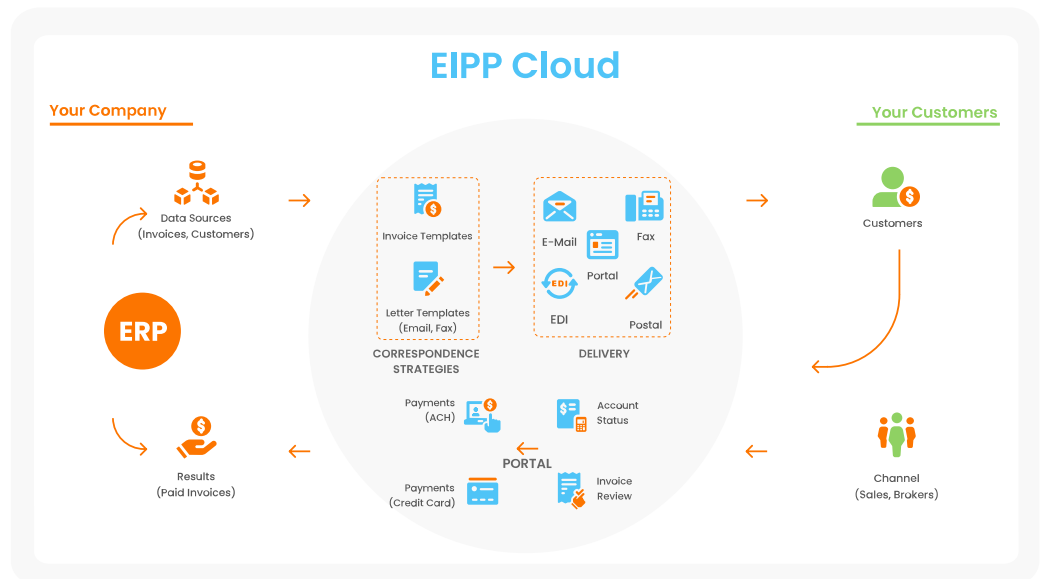 EIPP Cloud
Your Company
Your Customers
Data Sources
(Invoices, Customers)
$
Invoice Templates
Letter Templates
(Email, Fax)
CORRESPONDENCE
STRATEGIES
E-Mail
Fax
Portal
EDI
EDI
Postal
DELIVERY
$
Customers
ERP
Payments
(ACH)
$
$
Account
Status
PORTAL
Payments
(Credit Card)
Invoice
Review
$
Results
(Paid Invoices)
Channel
(Sales, Brokers)